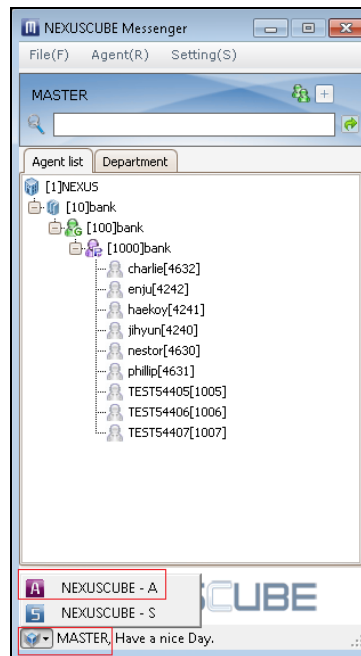 NEXUSCUBE Messenger
File(F) Agent(R) Setting(S)
MASTER
Agent list Department
[1]NEXUS
[10]bank
[100]bank
[1000]bank
charlie[4632]
enju[4242]
haekoy[4241]
jihyun[4240]
nestor[4630]
phillip[4631]
TEST54405[1005]
TEST54406[1006]
TEST54407[1007]
A NEXUSCUBE - A
S NEXUSCUBE - S
CUBE
MASTER, Have a nice Day.